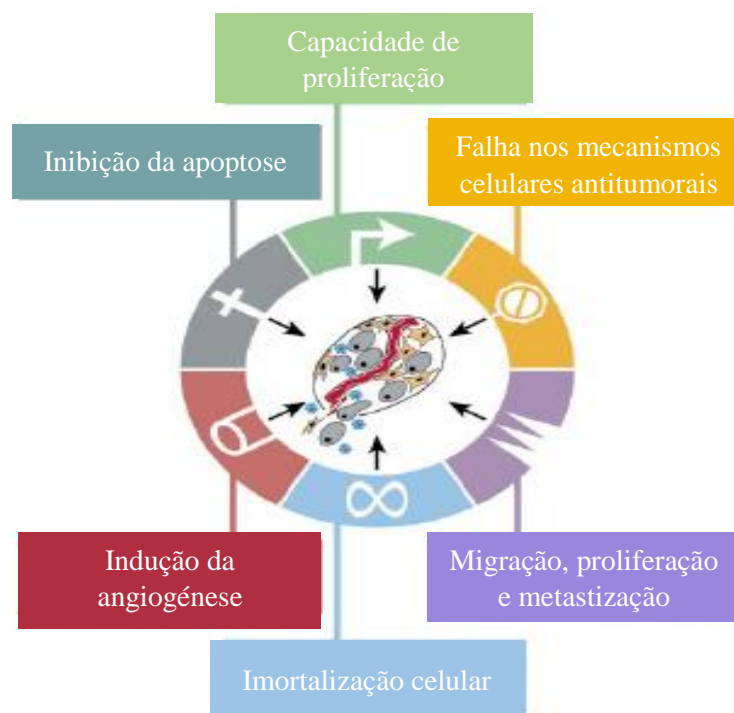 Capacidade de
proliferação
Inibição da apoptose
Falha nos mecanismos
celulares antitumorais
Indução da
angiogénese
Migração, proliferação
e metastização
Imortalização celular